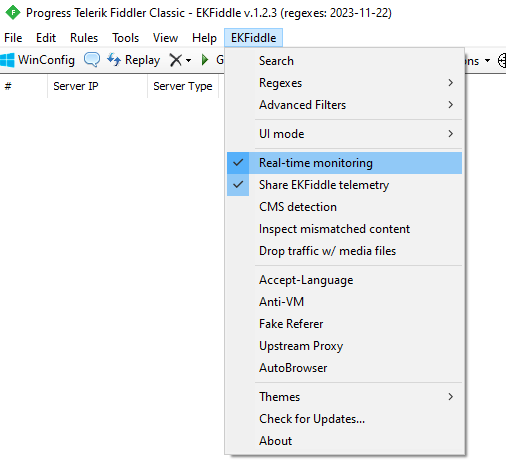 Progress Telerik Fiddler Classic - EKFiddle v.1.2.3 (regexes: 2023-11-22)
File Edit Rules Tools View Help EKFiddle
WinConfig Replay G ns
# Server IP Server Type
Search
Regexes
Advanced Filters
UI mode
Real-time monitoring
Share EKFiddle telemetry
CMS detection
Inspect mismatched content
Drop traffic w/ media files
Accept-Language
Anti-VM
Fake Referer
Upstream Proxy
AutoBrowser
Themes
Check for Updates...
About